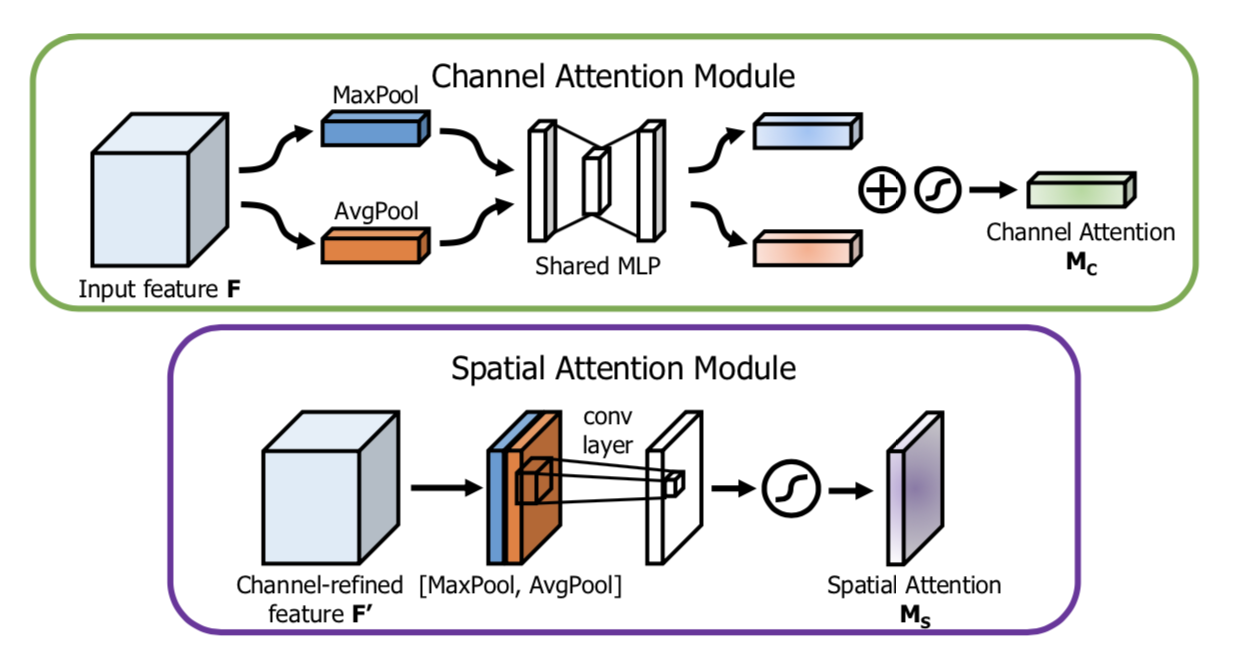 Channel Attention Module
MaxPool
AvgPool
Shared MLP
Input feature F
Channel Attention
Mc
Spatial Attention Module
conv
layer
Channel-refined
feature F’
[MaxPool, AvgPool]
Spatial Attention
Ms